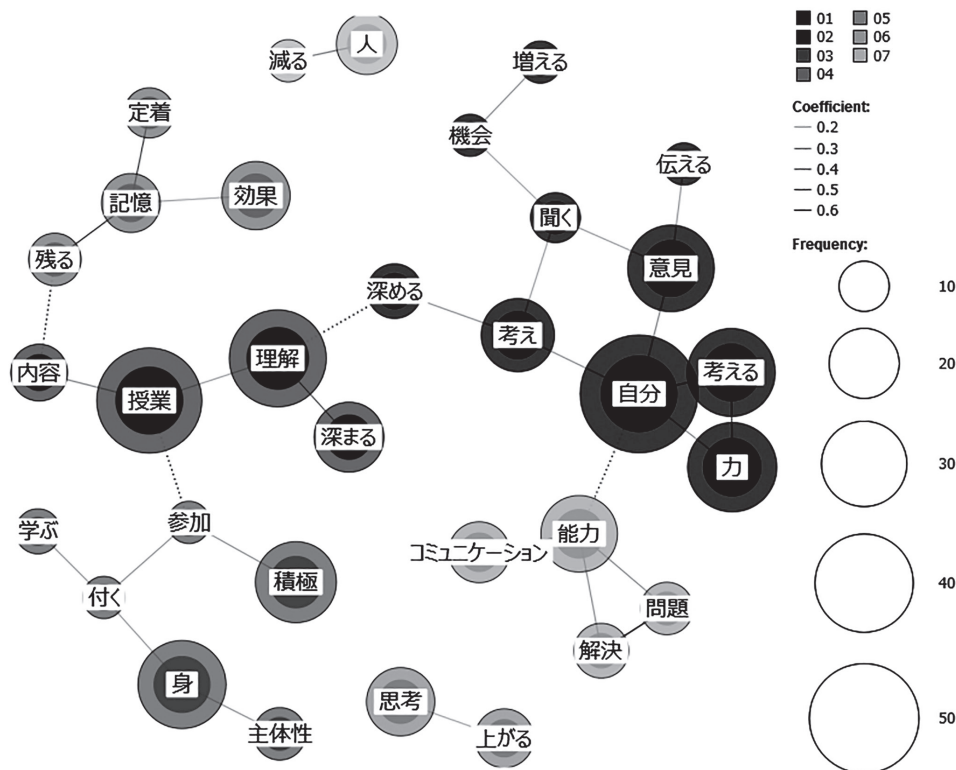 人
減る
増える
定着
機会
伝える
記憶
効果
聞く
残る
意見
深める
考え
内容
理解
考える
授業
自分
深まる
力
学ぶ
参加
能力
コミュニケーション
積極
付く
問題
解決
身
思考
主体性
上がる
01
02
03
04
05
06
07
Coefficient:
0.2
0.3
0.4
0.5
0.6
Frequency:
10
20
30
40
50